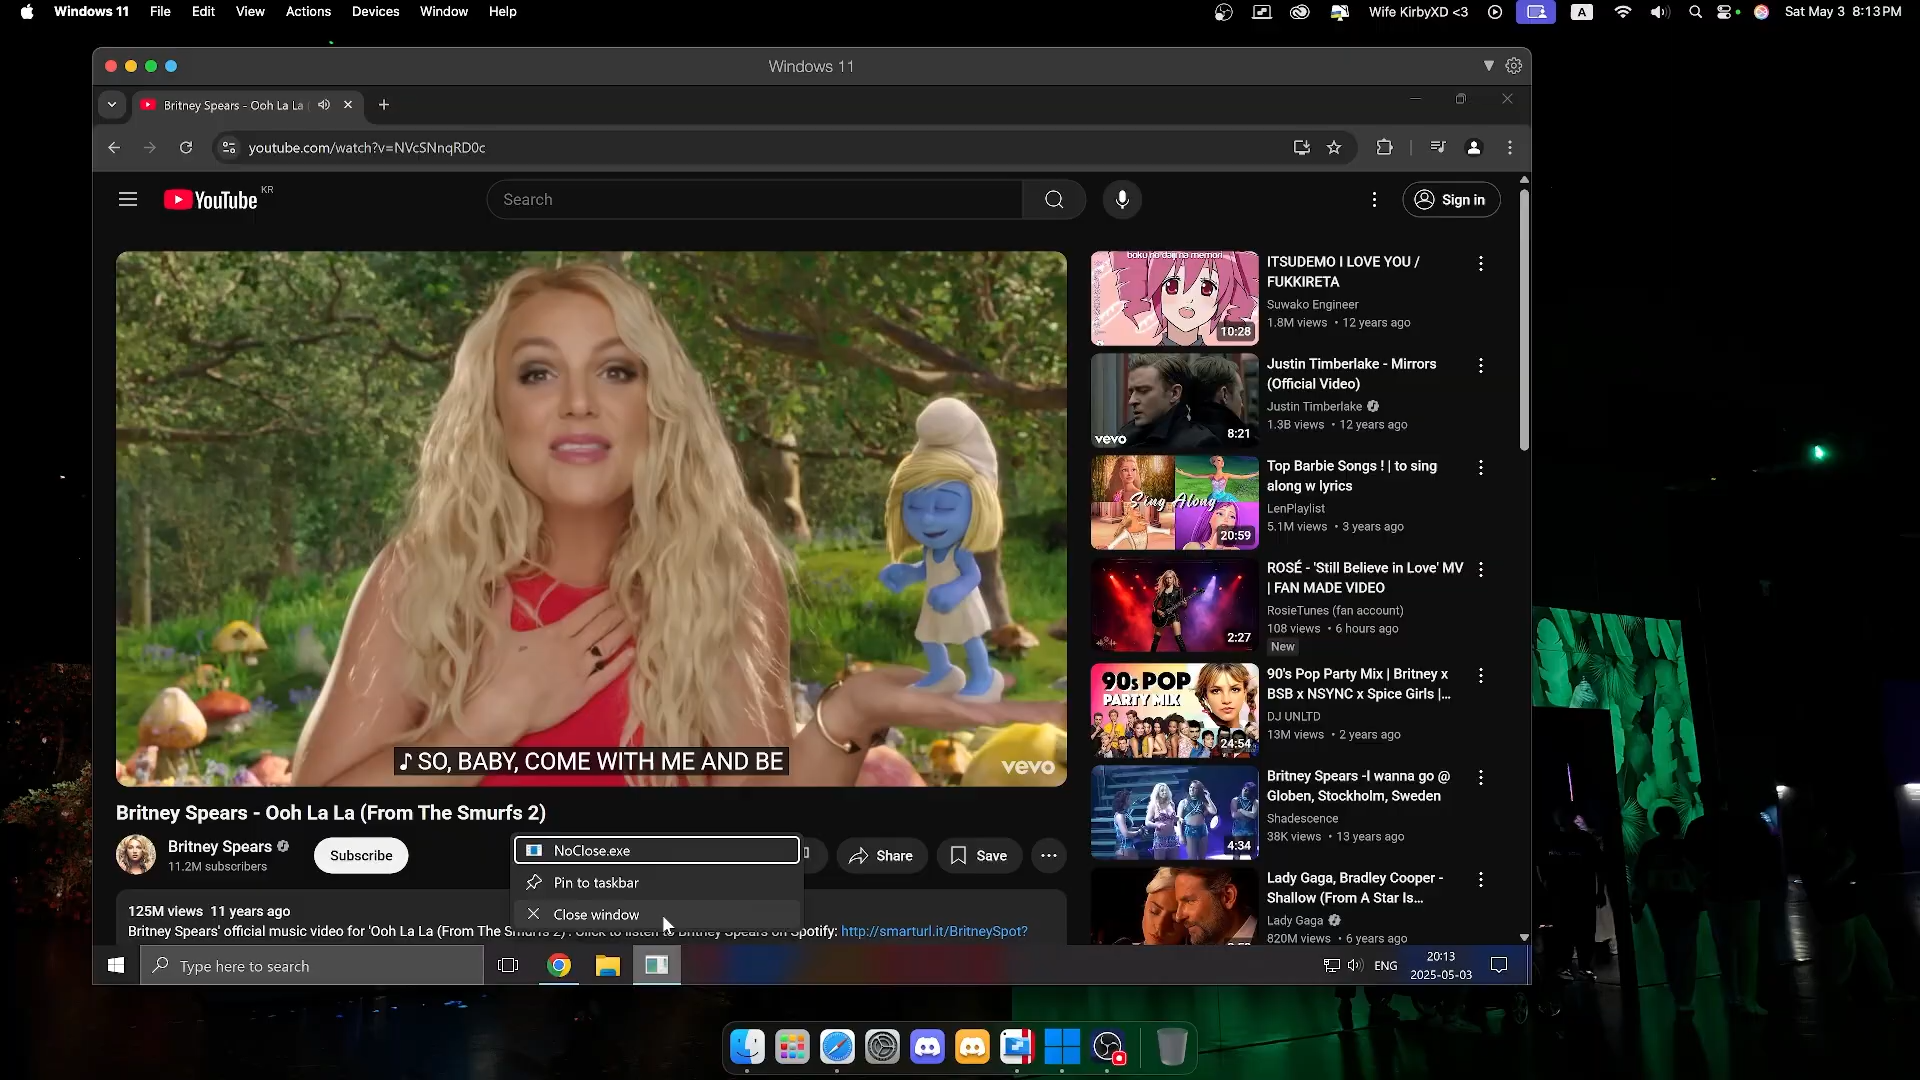 Windows 11 File Edit View Actions Devices Window Help
Wife KirbyXD <3 A Sat May 3 8:13 PM
Windows 11
Britney Spears - Ooh La La
youtube.com/watch?v=NVcSNnqRD0c
YouTube KR
Search
Sign in
♪ SO, BABY, COME WITH ME AND BE
vevo
Britney Spears - Ooh La La (From The Smurfs 2)
Britney Spears
11.2M subscribers
Subscribe
Share
Save
NoClose.exe
Pin to taskbar
Close window
125M views 11 years ago
Britney Spears' official music video for 'Ooh La La (From The Smurfs 2)'. Click to listen to Britney Spears on Spotify: http://smarturl.it/BritneySpot?
10:28
ITSUDEMO I LOVE YOU /
FUKKIRETA
Suwako Engineer
1.8M views • 12 years ago
vevo
8:21
Justin Timberlake - Mirrors
(Official Video)
Justin Timberlake
1.3B views • 12 years ago
Sing Along
20:59
Top Barbie Songs ! | to sing
along w lyrics
LenPlaylist
5.1M views • 3 years ago
2:27
ROSÉ - 'Still Believe in Love' MV
| FAN MADE VIDEO
RosieTunes (fan account)
108 views • 6 hours ago
New
90s POP
PARTY MIX
24:54
90's Pop Party Mix | Britney x
BSB x NSYNC x Spice Girls |...
DJ UNLTD
13M views • 2 years ago
4:34
Britney Spears -I wanna go @
Globen, Stockholm, Sweden
Shadescence
38K views • 13 years ago
Lady Gaga, Bradley Cooper -
Shallow (From A Star Is...
Lady Gaga
820M views • 6 years ago
Type here to search
ENG
20:13
2025-05-03